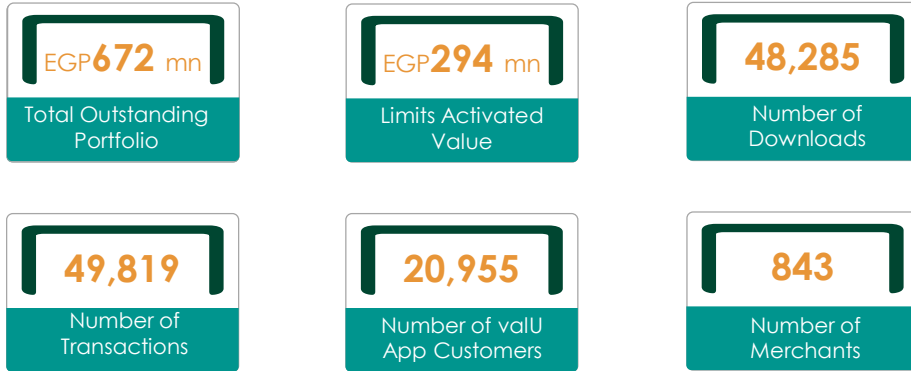 EGP672 mn
Total Outstanding
Portfolio
EGP294 mn
Limits Activated
Value
48,285
Number of
Downloads
49,819
Number of
Transactions
20,955
Number of valU
App Customers
843
Number of
Merchants